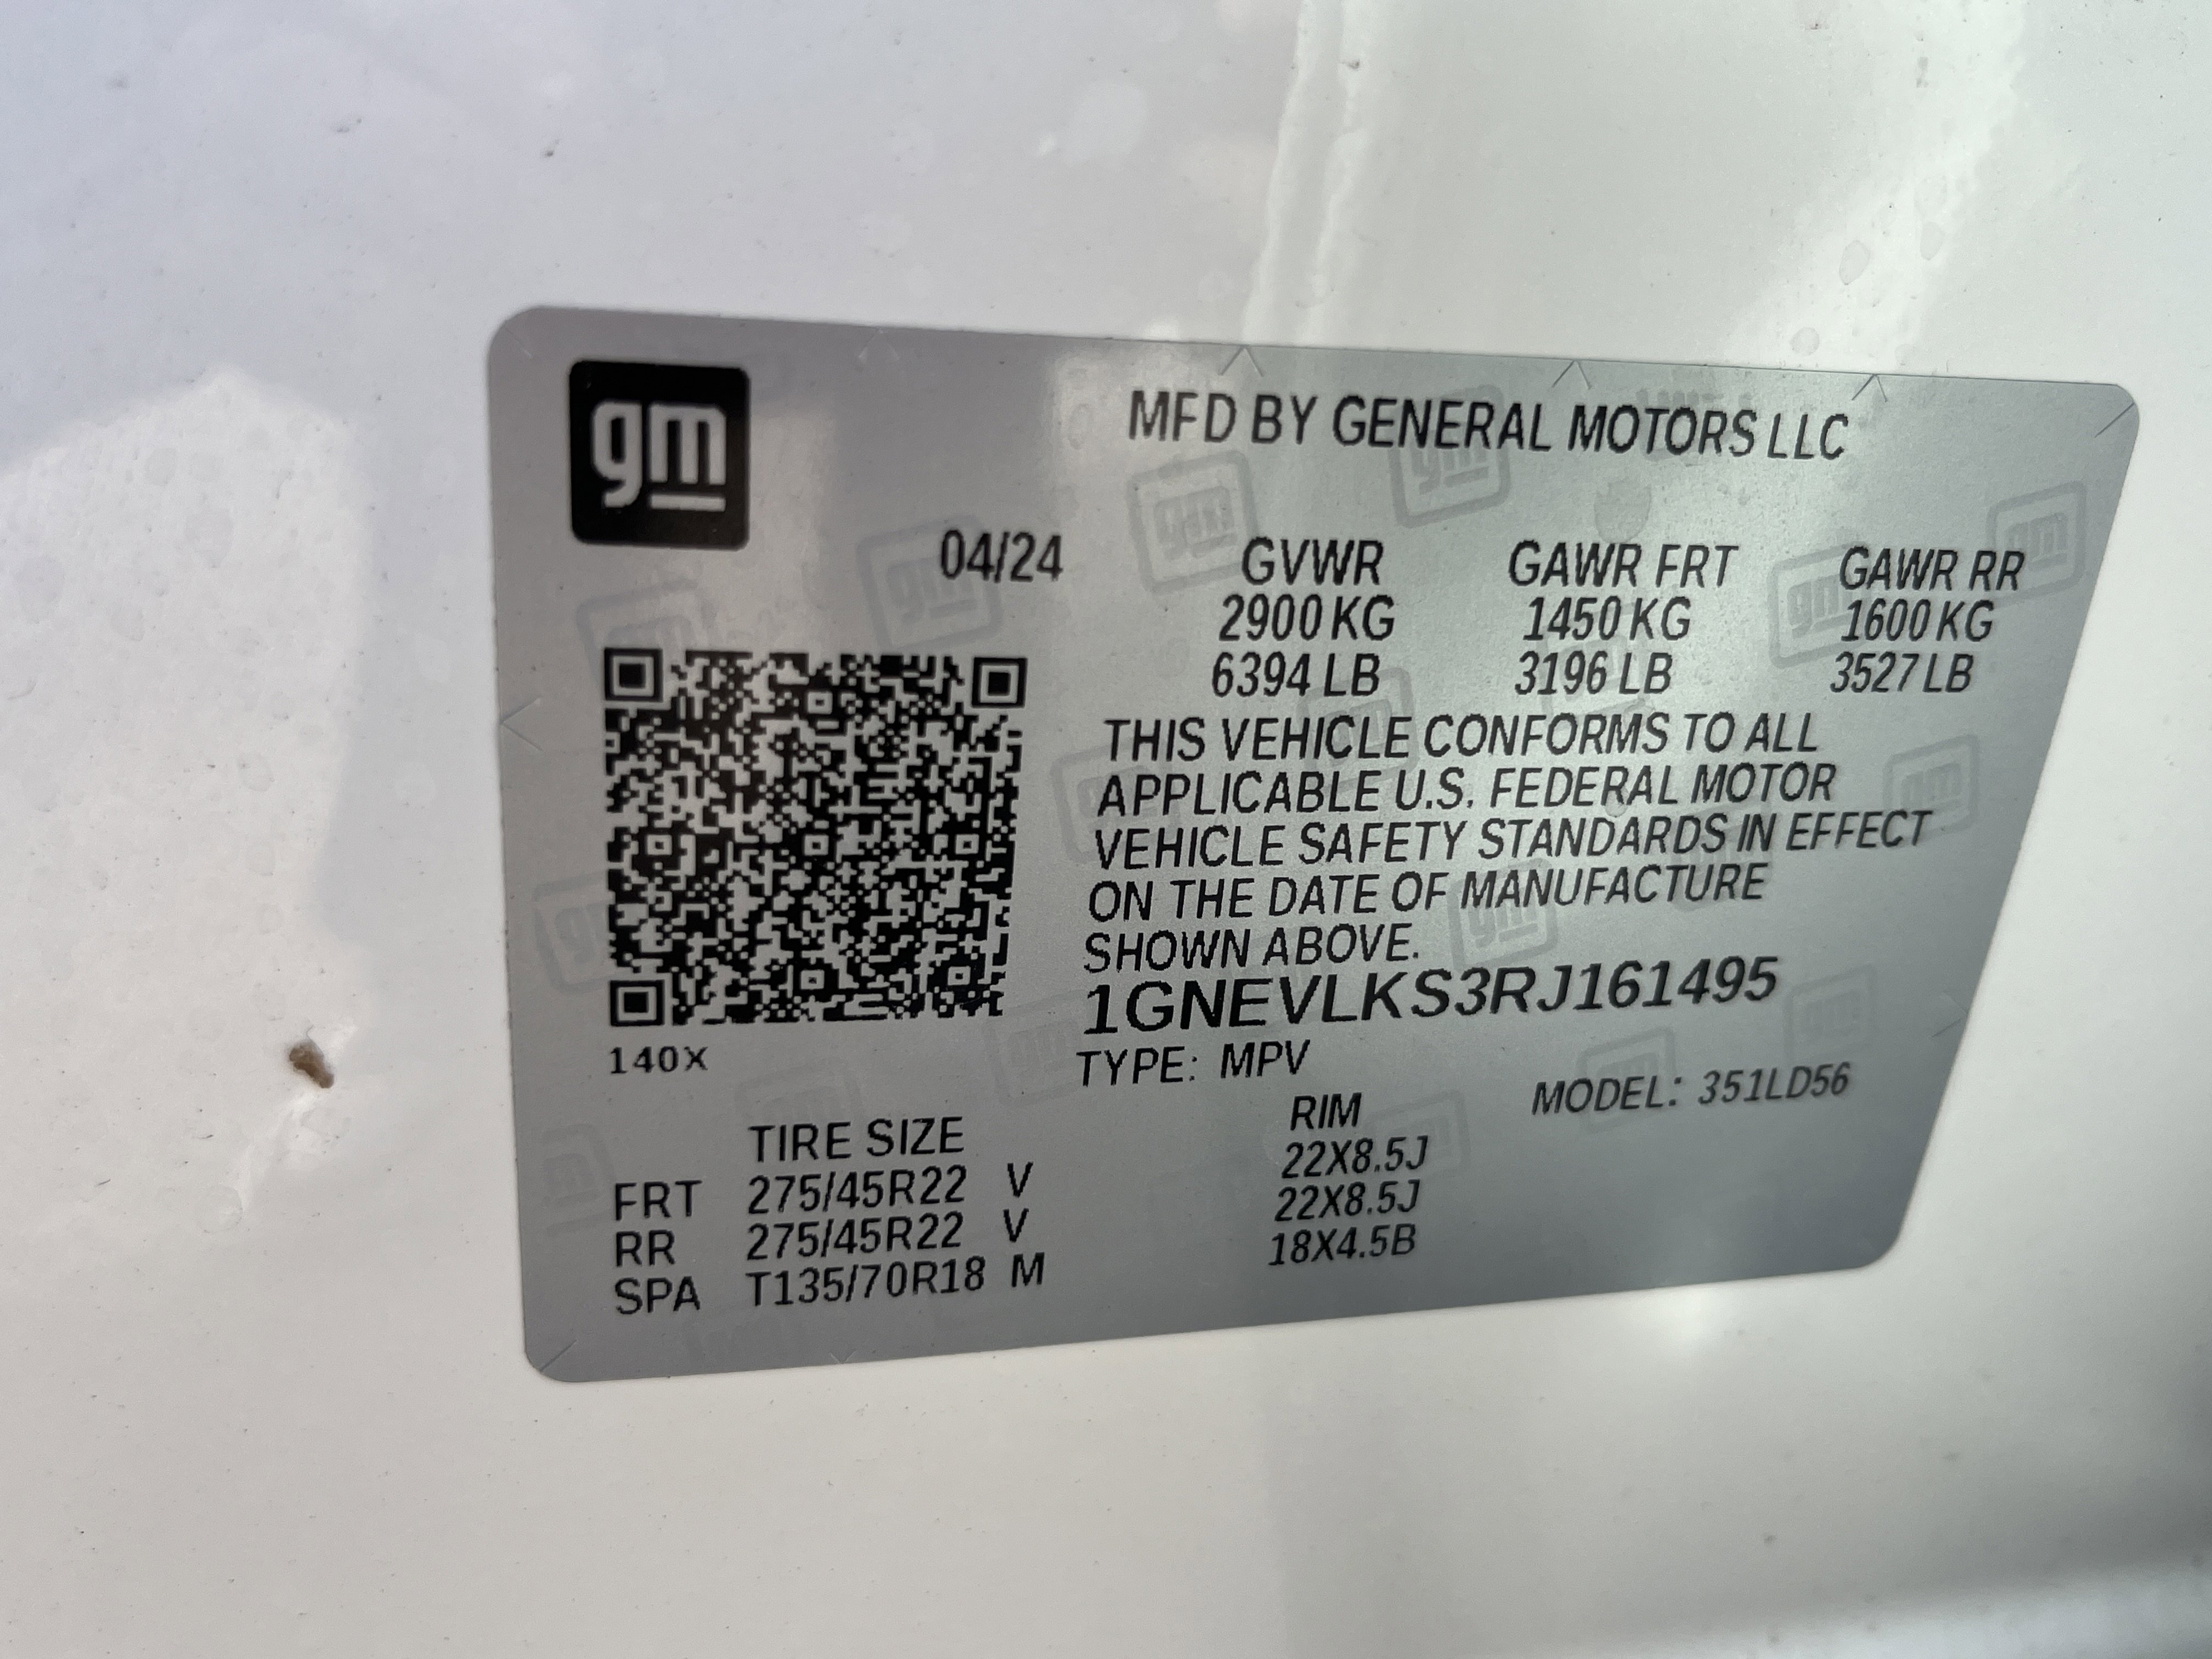 gm
MFD BY GENERAL MOTORS LLC
04/24 GVWR GAWR FRT GAWR RR
2900 KG 1450 KG 1600 KG
6394 LB 3196 LB 3527 LB
THIS VEHICLE CONFORMS TO ALL
APPLICABLE U.S. FEDERAL MOTOR
VEHICLE SAFETY STANDARDS IN EFFECT
ON THE DATE OF MANUFACTURE
SHOWN ABOVE.
1GNEVLKS3RJ161495
140X
TYPE: MPV MODEL: 351LD56
TIRE SIZE RIM
FRT 275/45R22 V 22X8.5J
RR 275/45R22 V 22X8.5J
SPA T135/70R18 M 18X4.5B